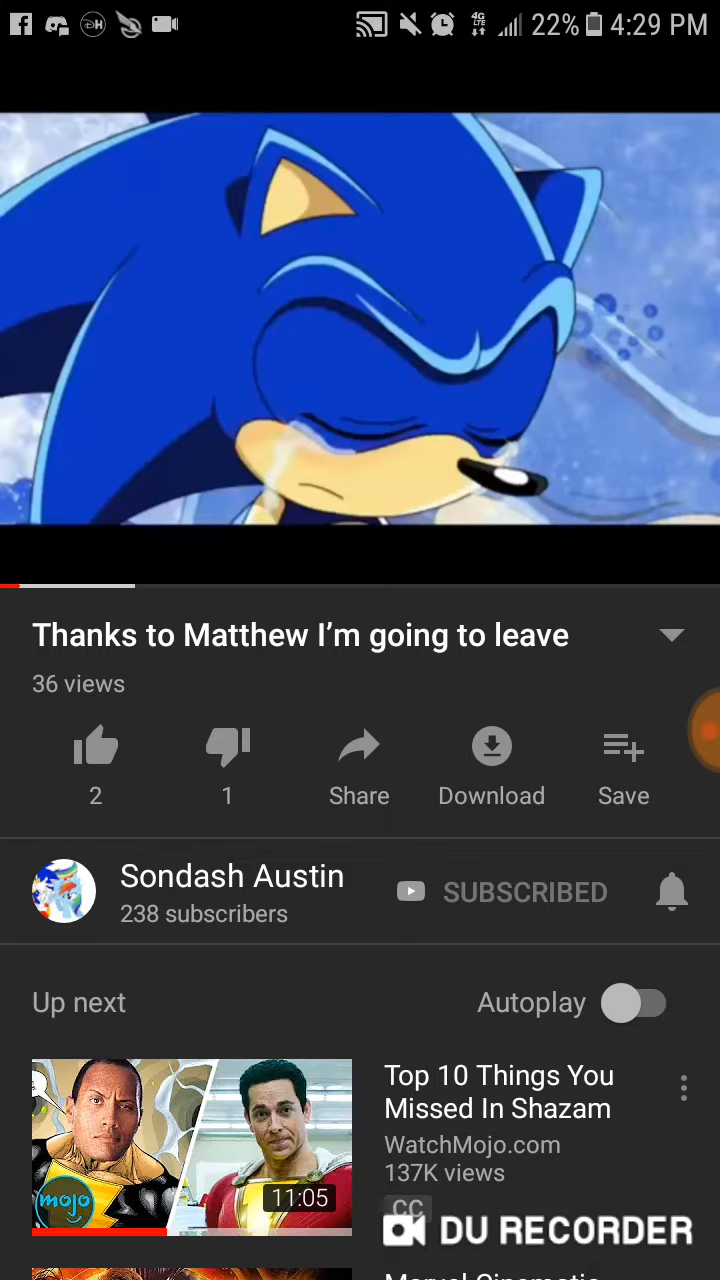 22% 4:29 PM
Thanks to Matthew I’m going to leave
36 views
2 1 Share Download Save
Sondash Austin
238 subscribers
SUBSCRIBED
Up next
Autoplay
Top 10 Things You
Missed In Shazam
WatchMojo.com
137K views
CC
mojo
11:05
DU RECORDER